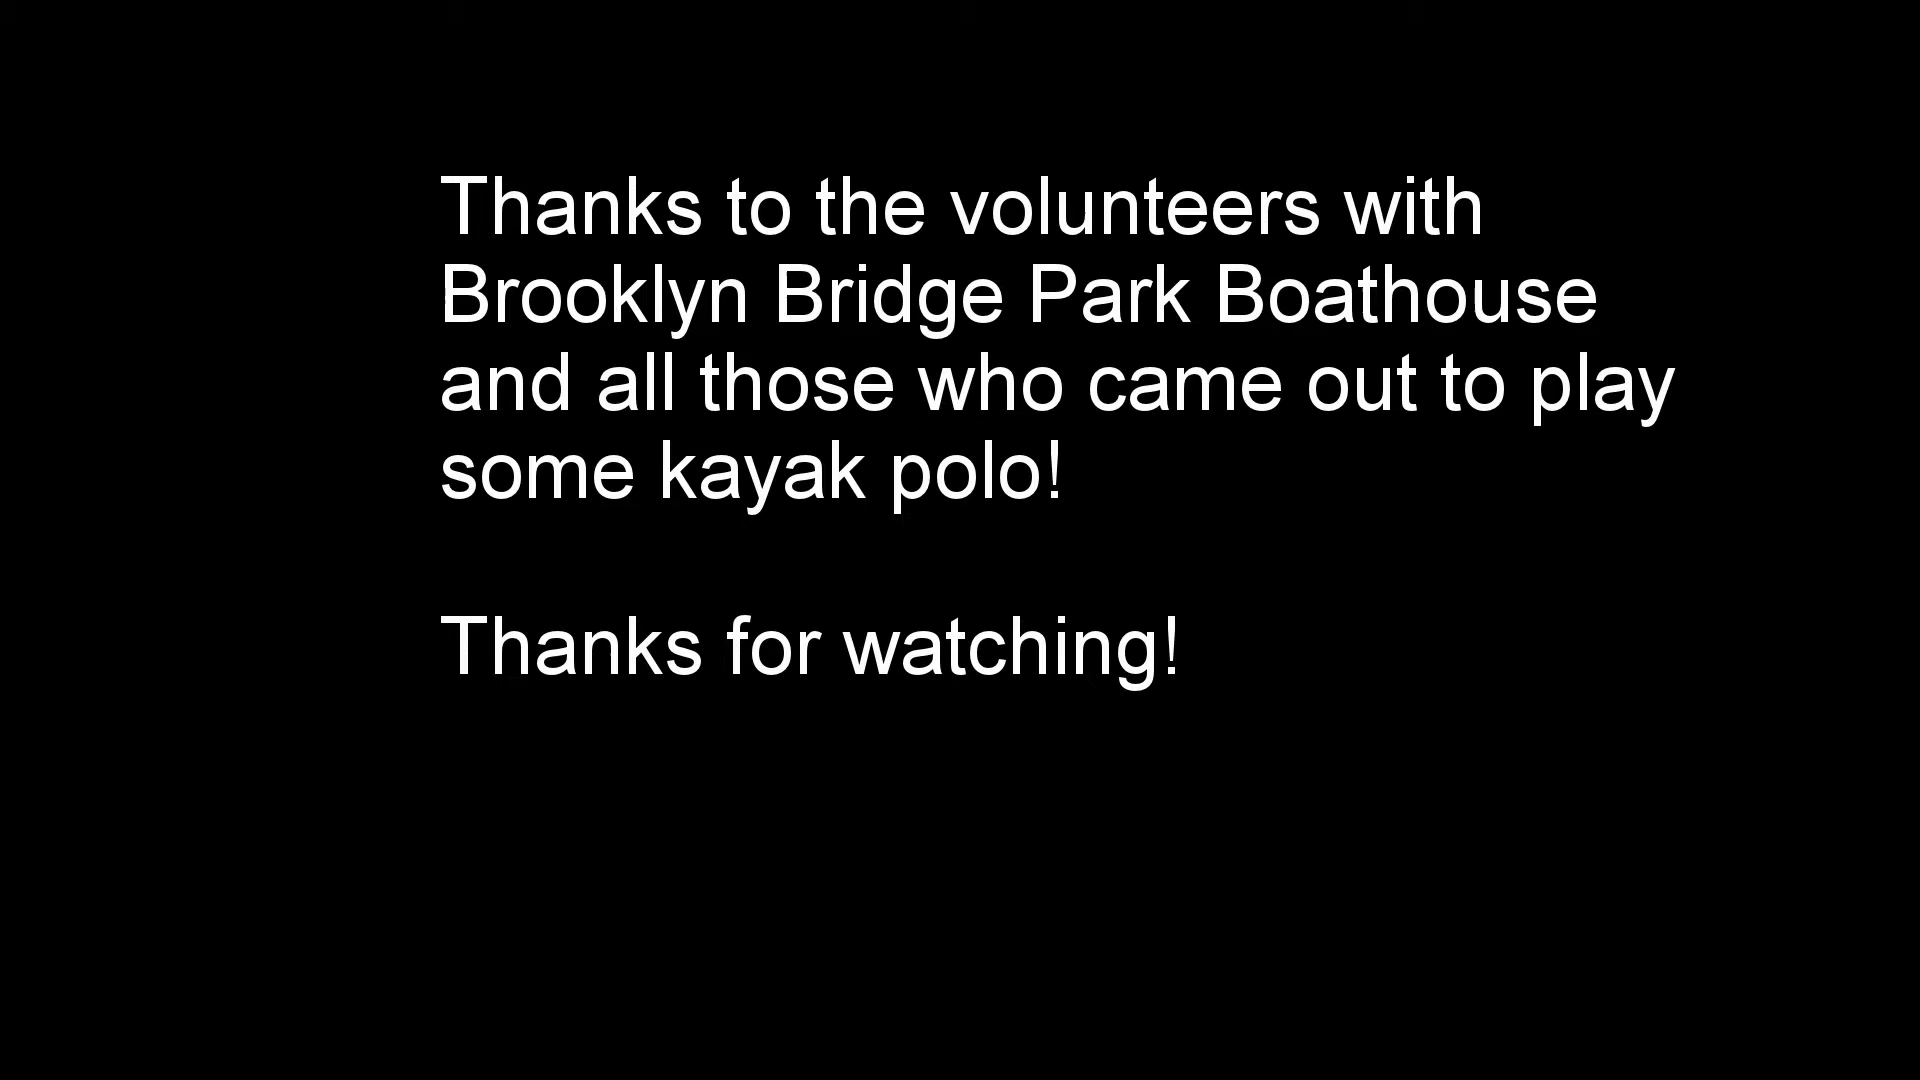 Thanks to the volunteers with
Brooklyn Bridge Park Boathouse
and all those who came out to play
some kayak polo!
Thanks for watching!